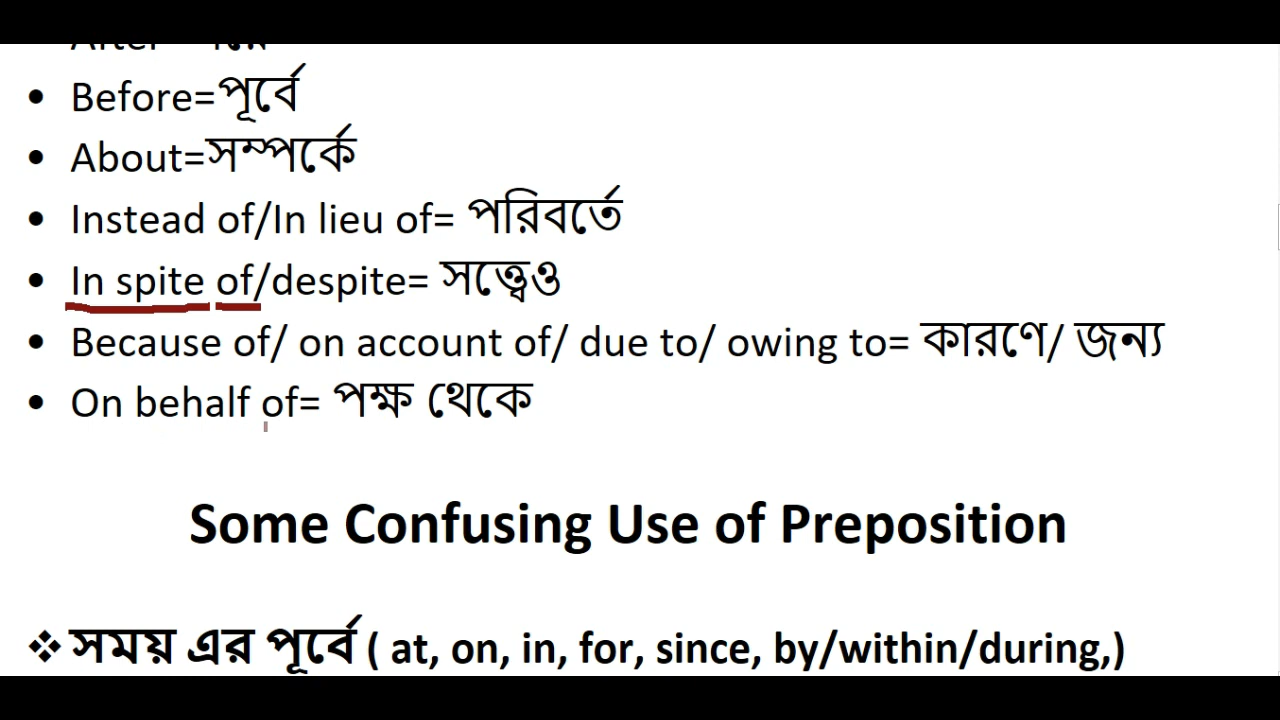 • Before=পূর্বে
• About=সম্পর্কে
• Instead of/In lieu of= পরিবর্তে
• In spite of/despite= সত্ত্বেও
• Because of/ on account of/ due to/ owing to= কারণে/ জন্য
• On behalf of= পক্ষ থেকে
Some Confusing Use of Preposition
❖ সময় এর পূর্বে ( at, on, in, for, since, by/within/during,)